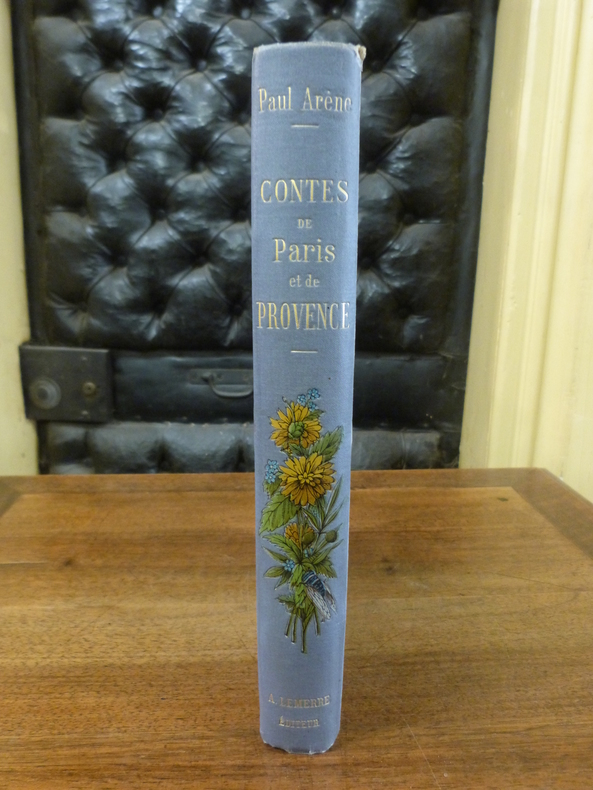 Paul Arène
CONTES
DE
Paris
et de
PROVENCE
A. LEMERRE
ÉDITEUR